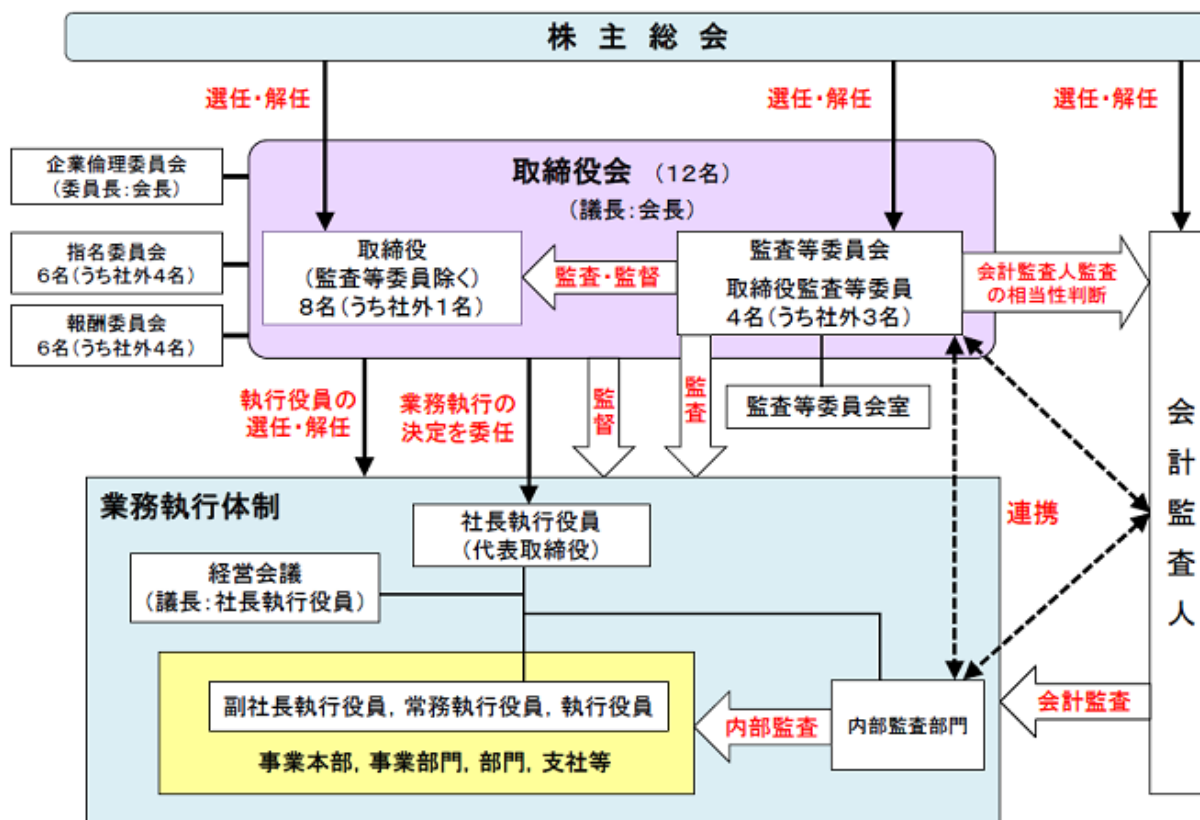 株主総会
選任・解任
選任・解任
選任・解任
企業倫理委員会
(委員長:会長)
指名委員会
6名(うち社外4名)
報酬委員会
6名(うち社外4名)
取締役会 (12名)
(議長:会長)
取締役
(監査等委員除く)
8名(うち社外1名)
監査・監督
監査等委員会
取締役監査等委員
4名(うち社外3名)
会計監査人監査
の相当性判断
執行役員の
選任・解任
業務執行の
決定を委任
監督
監査
監査等委員会室
会計監査人
連携
業務執行体制
社長執行役員
(代表取締役)
経営会議
(議長:社長執行役員)
副社長執行役員, 常務執行役員, 執行役員
事業本部, 事業部門, 部門, 支社等
内部監査
内部監査部門
会計監査